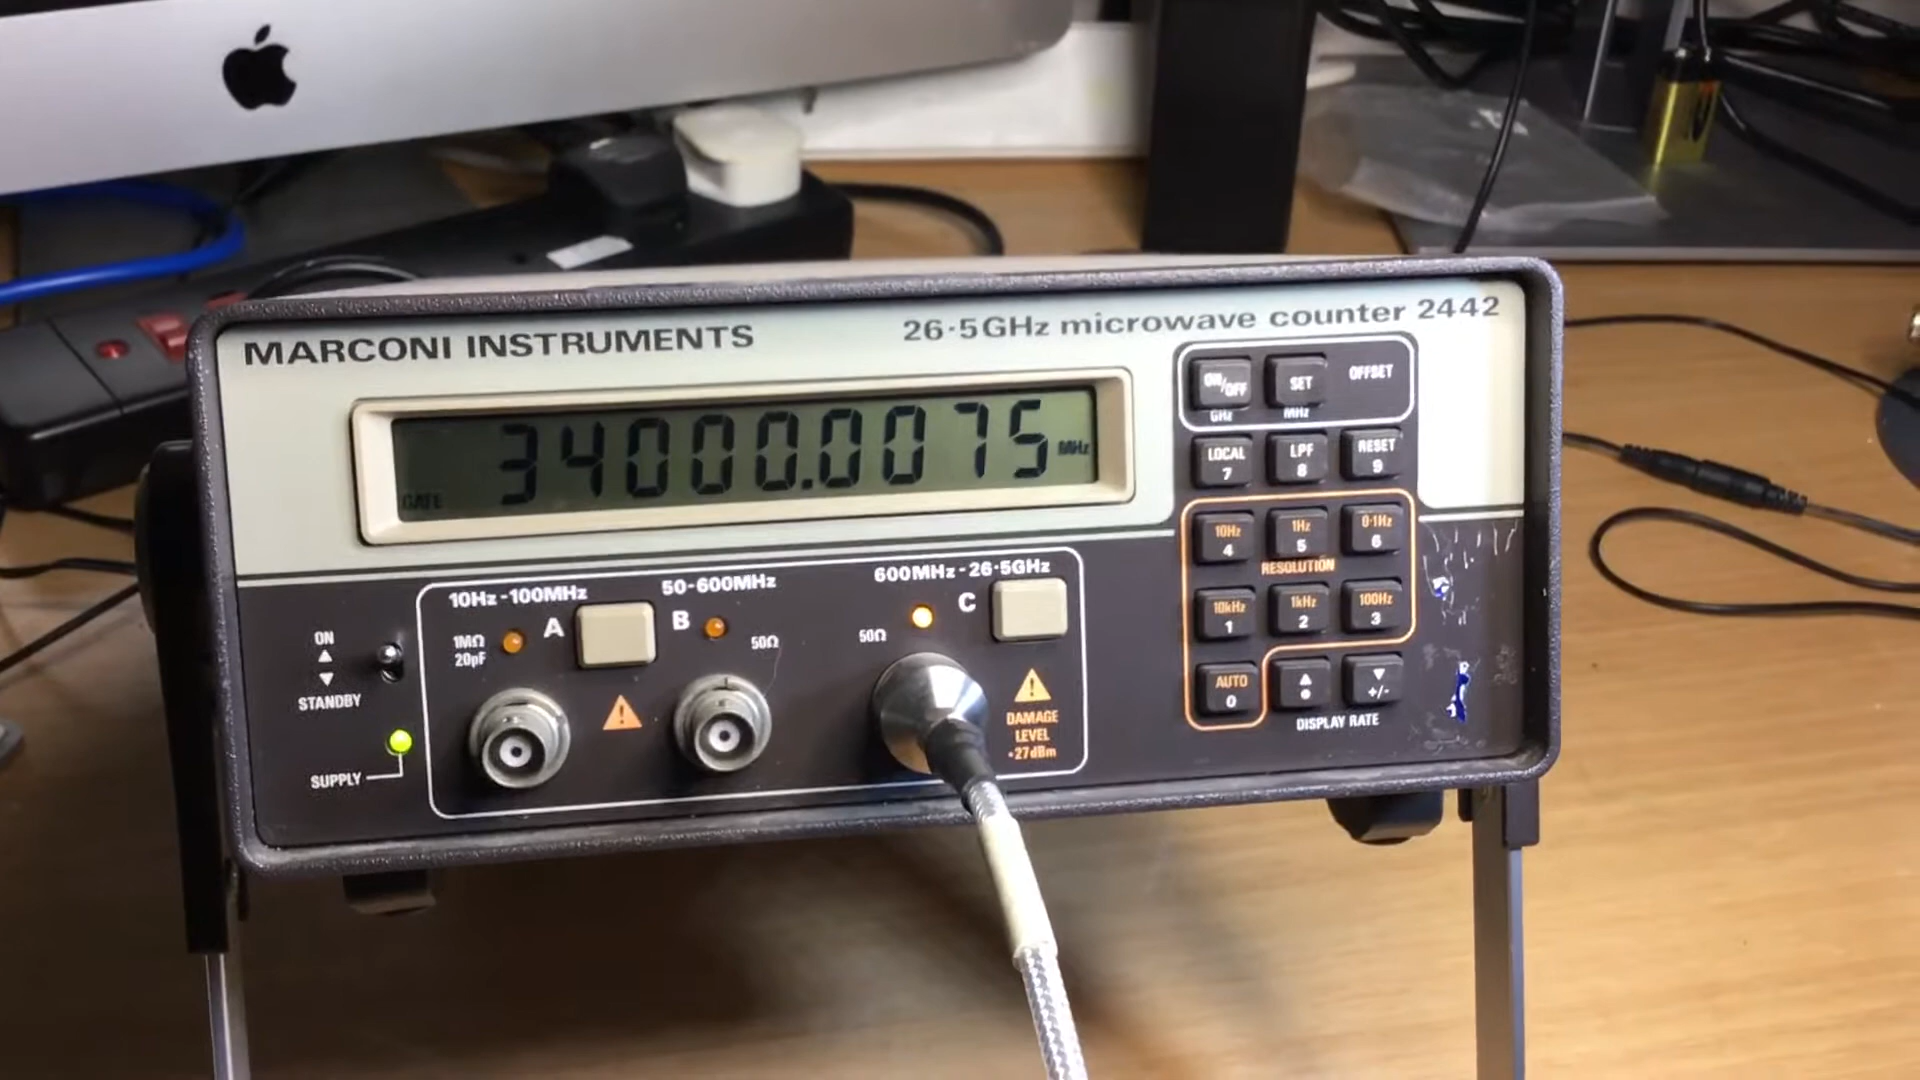 MARCONI INSTRUMENTS
26·5GHz microwave counter 2442
34000.0075 MHz
GATE
ON/OFF SET OFFSET
GHz MHz
LOCAL 7 LPF 8 RESET 9
10Hz 4 1Hz 5 0·1Hz 6
RESOLUTION
10kHz 1 1kHz 2 100Hz 3
AUTO 0 ▲ ● ▼ +/-
DISPLAY RATE
ON
▲
▼
STANDBY
SUPPLY
10Hz-100MHz
1MΩ
20pF
A
50-600MHz
B
50Ω
600MHz-26·5GHz
50Ω
C
DAMAGE
LEVEL
+27dBm